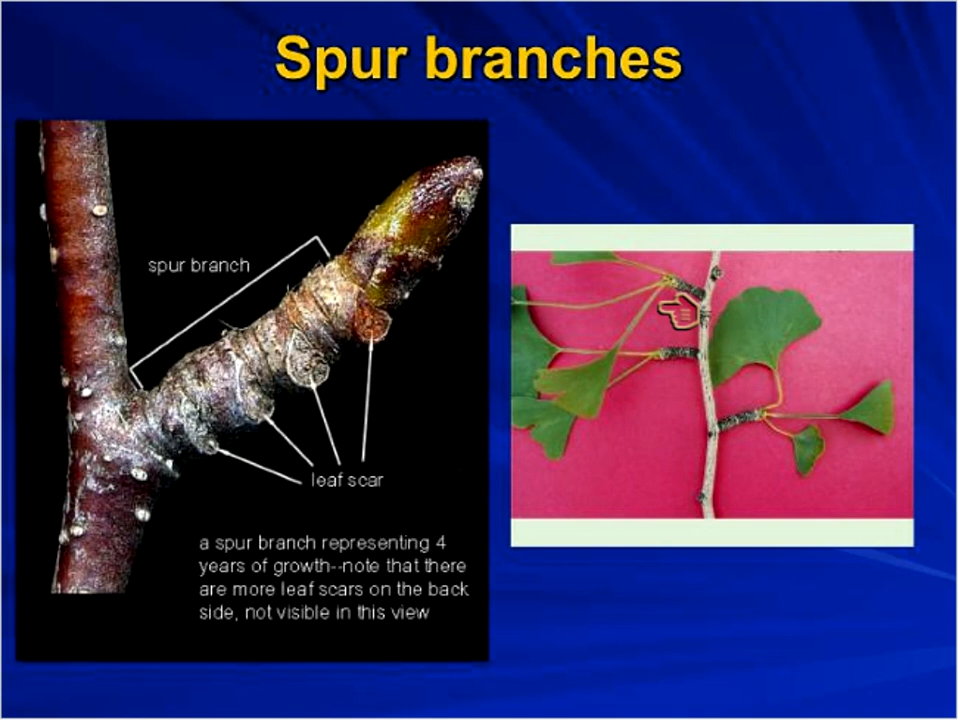 Spur branches
spur branch
leaf scar
a spur branch representing 4
years of growth--note that there
are more leaf scars on the back
side, not visible in this view